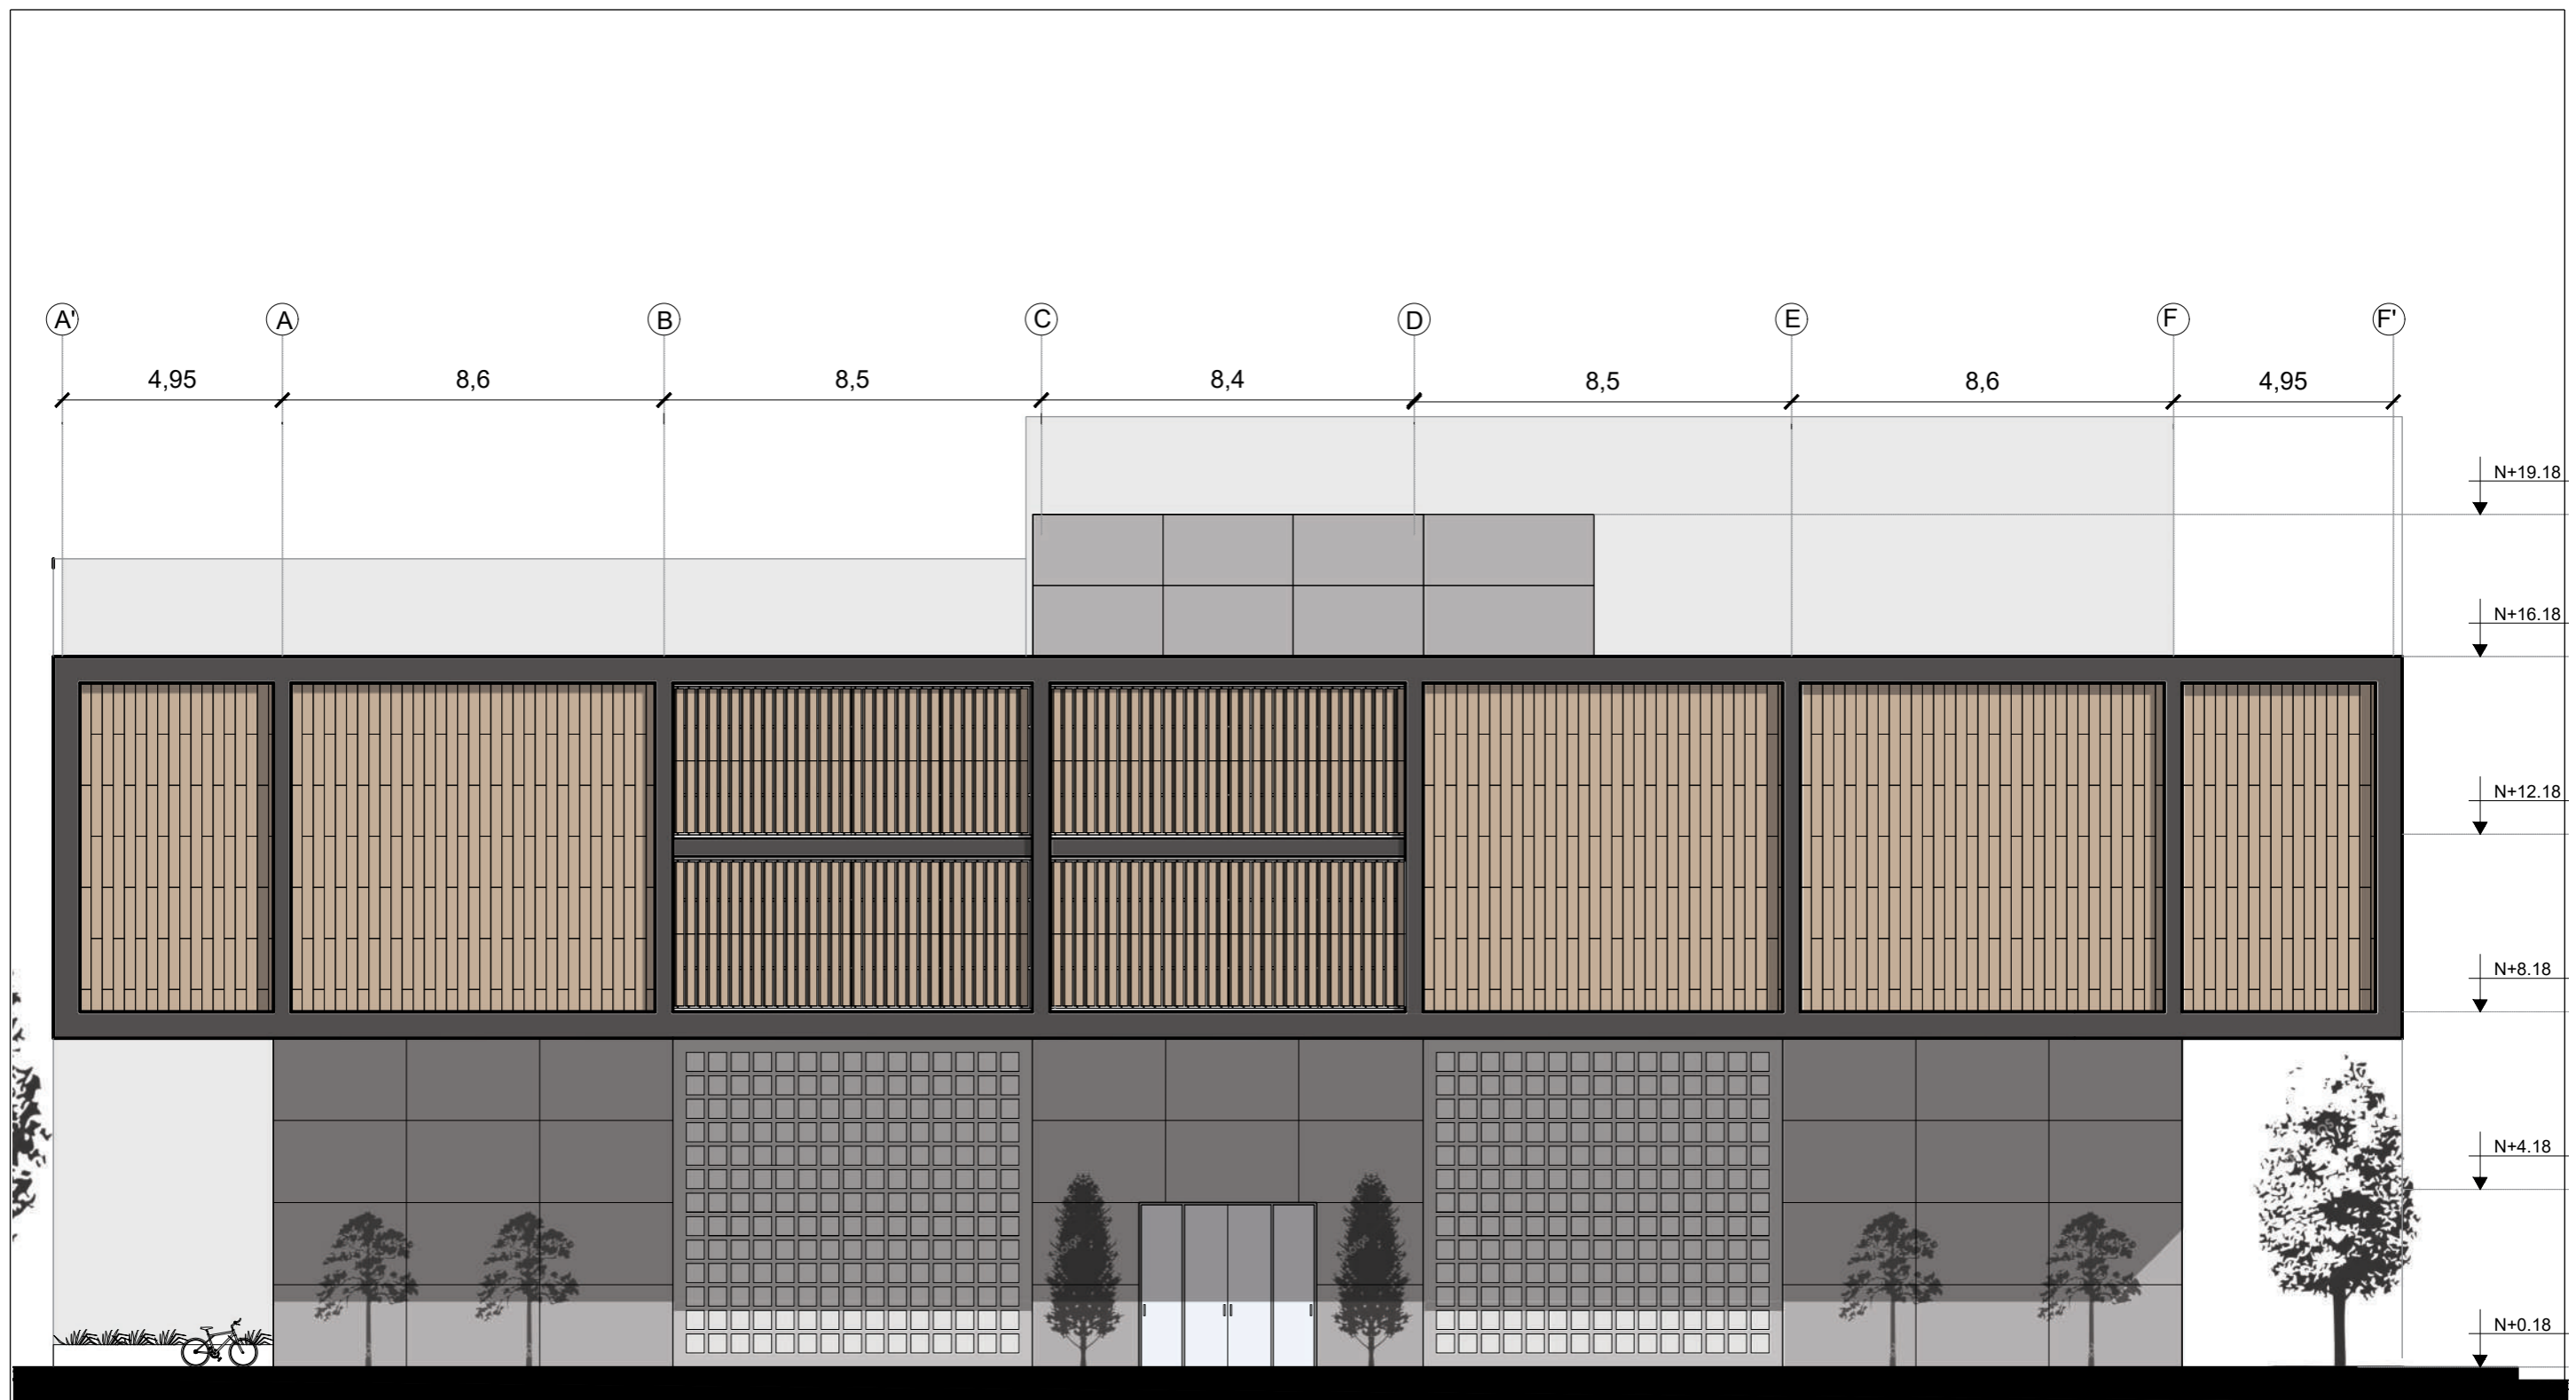 A' A B C D E F F'
4,95 8,6 8,5 8,4 8,5 8,6 4,95
N+19.18
N+16.18
N+12.18
N+8.18
N+4.18
N+0.18